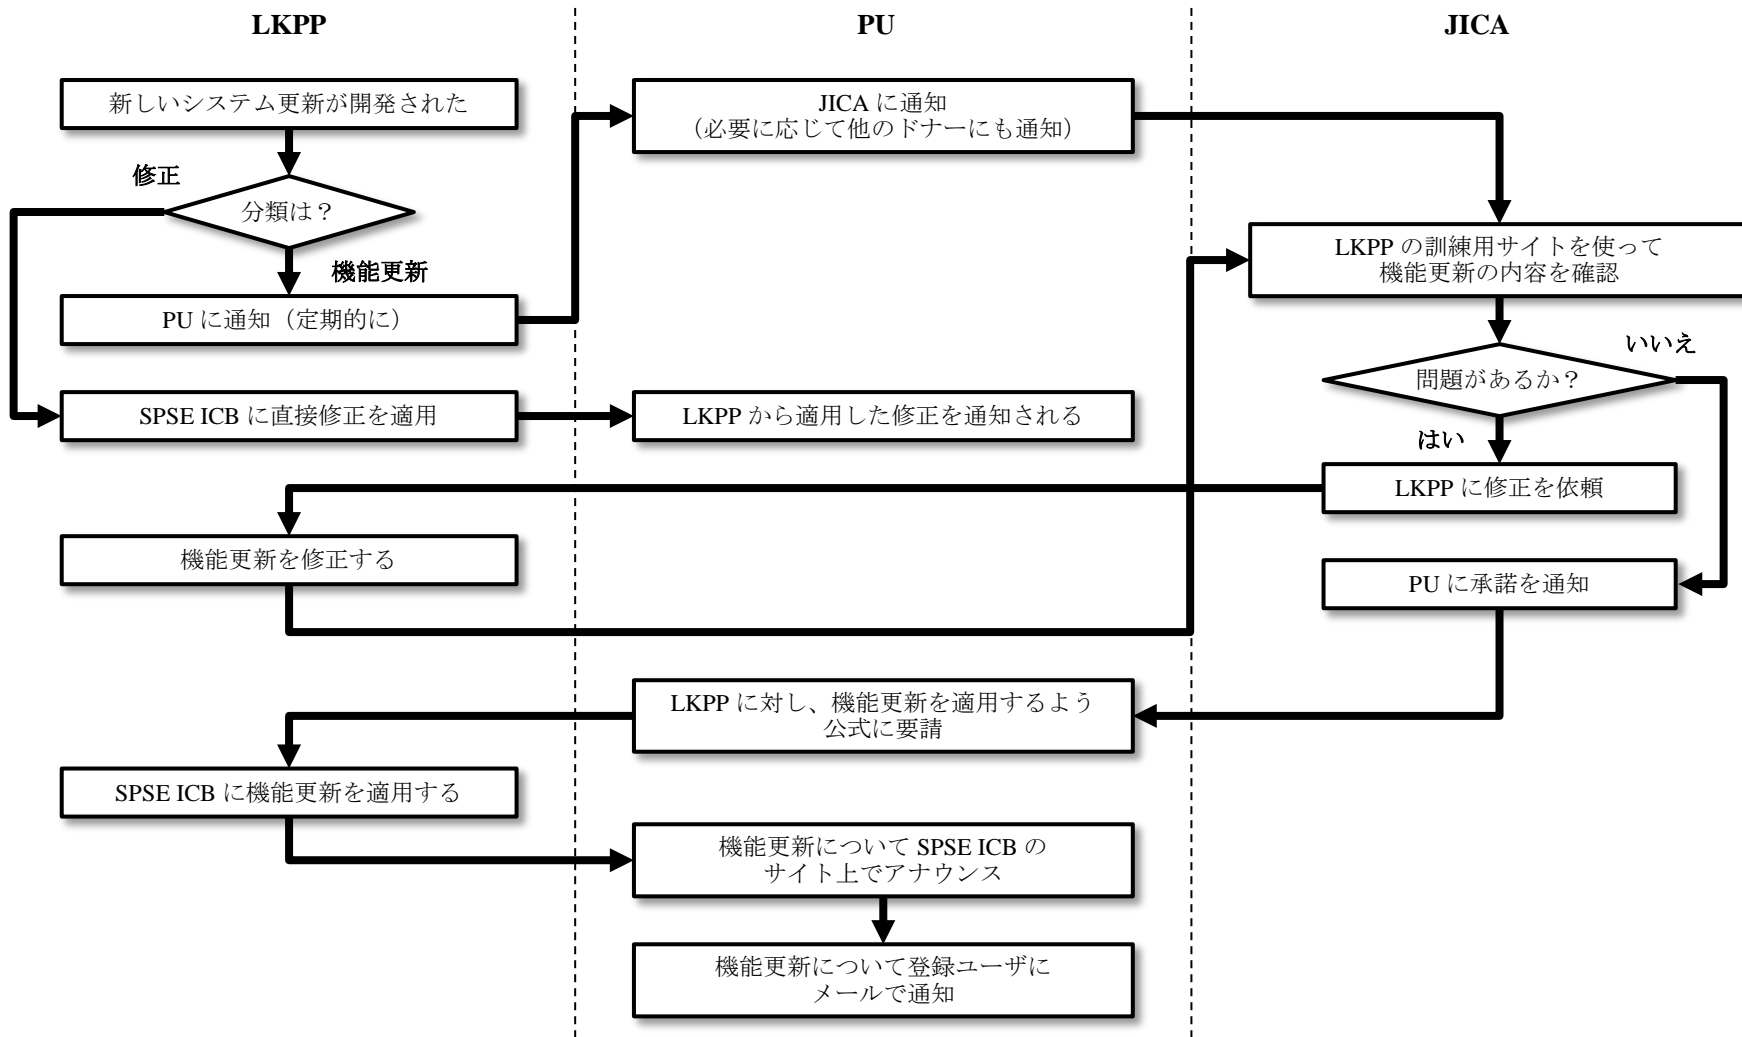 LKPP
PU
JICA
新しいシステム更新が開発された
JICA に通知
（必要に応じて他のドナーにも通知）
修正
分類は？
機能更新
LKPP の訓練用サイトを使って
機能更新の内容を確認
PU に通知（定期的に）
いいえ
問題があるか？
SPSE ICB に直接修正を適用
LKPP から適用した修正を通知される
はい
LKPP に修正を依頼
機能更新を修正する
PU に承諾を通知
LKPP に対し、機能更新を適用するよう
公式に要請
SPSE ICB に機能更新を適用する
機能更新について SPSE ICB の
サイト上でアナウンス
機能更新について登録ユーザに
メールで通知